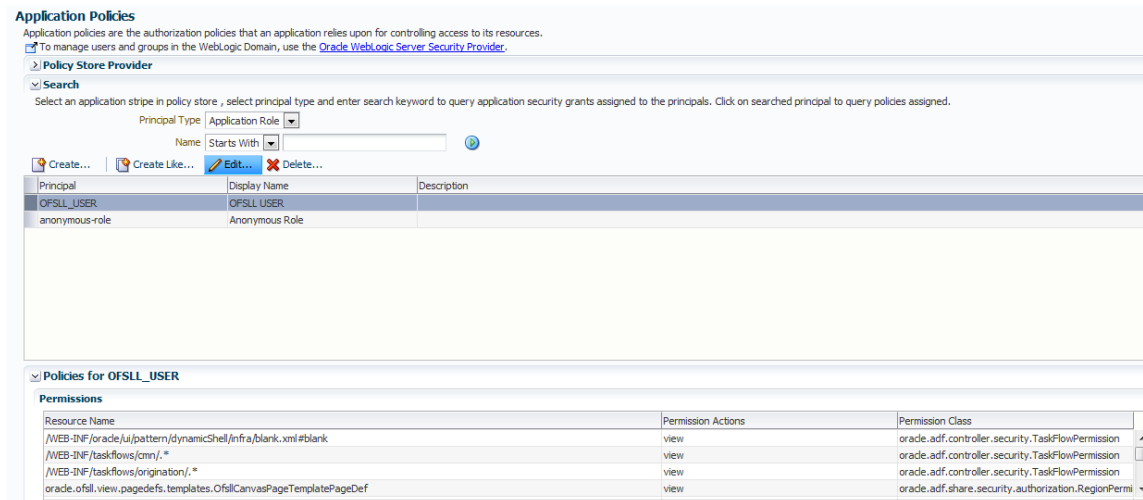 Application Policies
Application policies are the authorization policies that an application relies upon for controlling access to its resources.
To manage users and groups in the WebLogic Domain, use the Oracle WebLogic Server Security Provider.
Policy Store Provider
Search
Select an application stripe in policy store , select principal type and enter search keyword to query application security grants assigned to the principals. Click on searched principal to query policies assigned.
Principal Type Application Role
Name Starts With
Create... Create Like... Edit... Delete...
Principal Display Name Description
OFSLL_USER OFSLL USER
anonymous-role Anonymous Role
Policies for OFSLL_USER
Permissions
Resource Name Permission Actions Permission Class
/WEB-INF/oracle/ui/pattern/dynamicShell/infra/blank.xml#blank view oracle.adf.controller.security.TaskFlowPermission
/WEB-INF/taskflows/cmn/.* view oracle.adf.controller.security.TaskFlowPermission
/WEB-INF/taskflows/origination/.* view oracle.adf.controller.security.TaskFlowPermission
oracle.ofsll.view.pagedefs.templates.OfsllCanvasPageTemplatePageDef view oracle.adf.share.security.authorization.RegionPermi